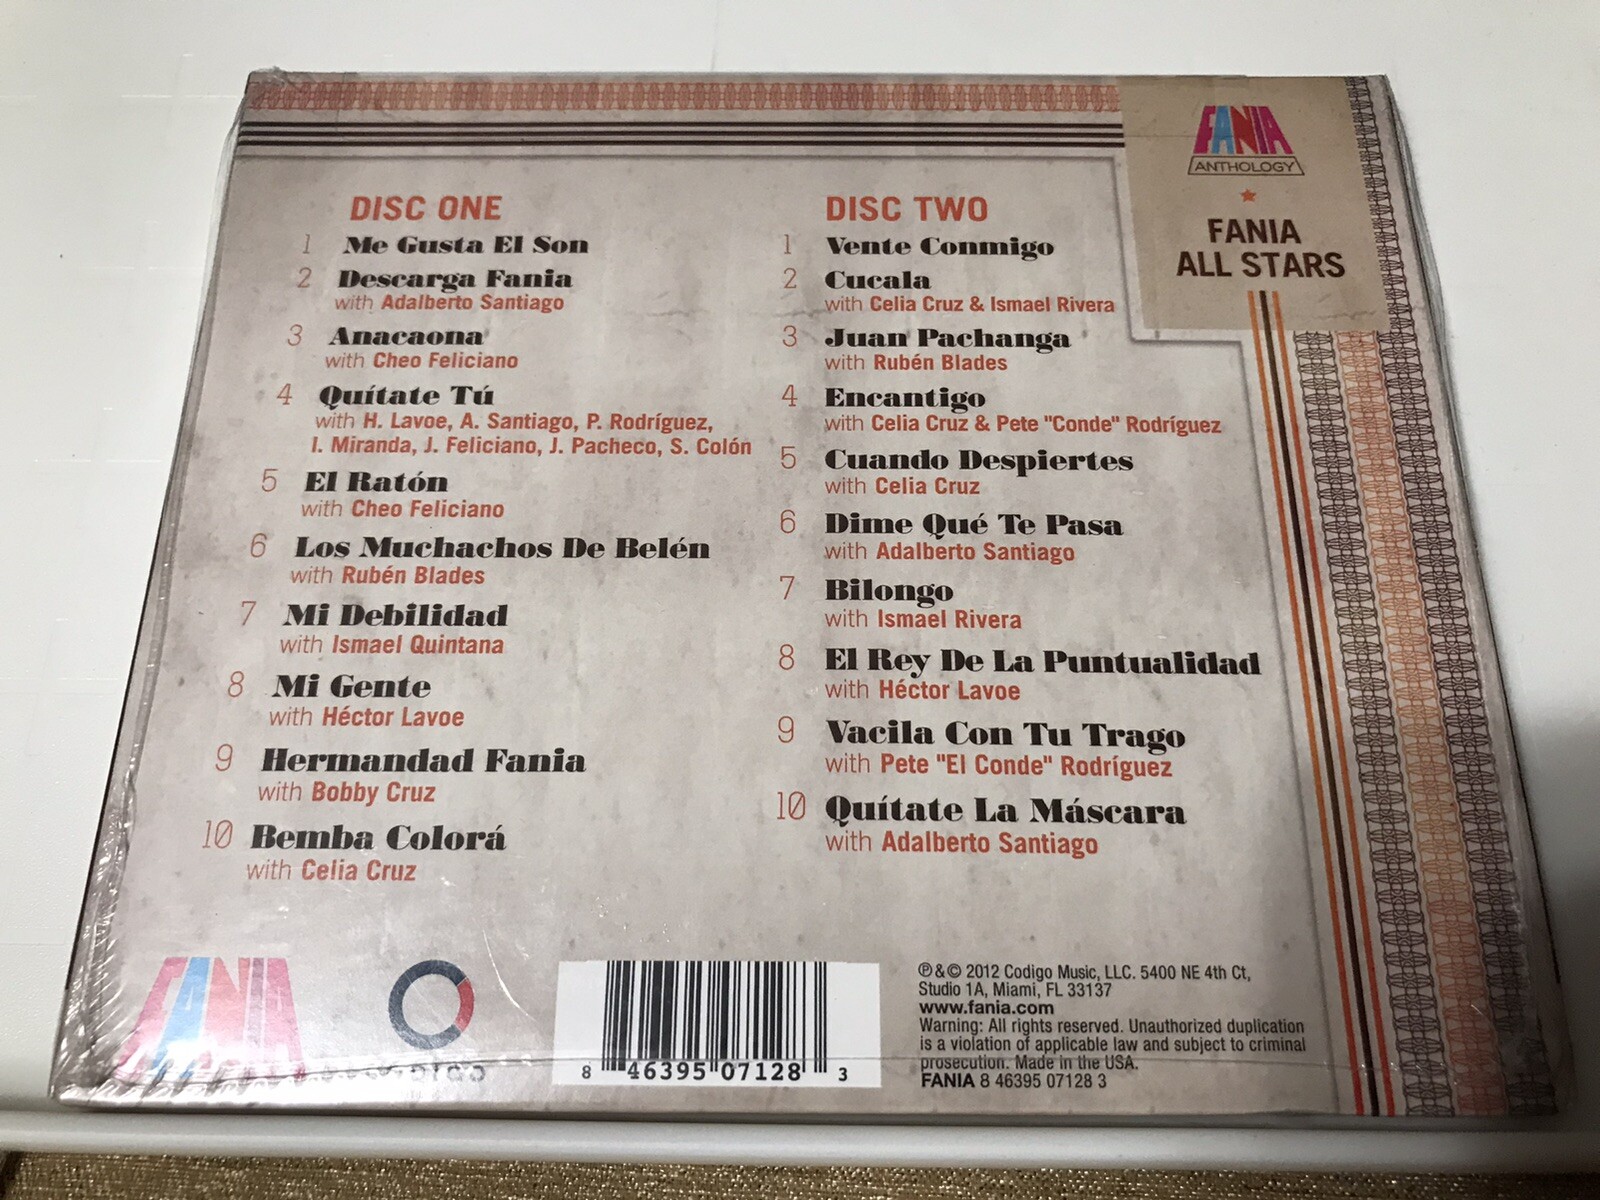 FANIA
ANTHOLOGY
FANIA
ALL STARS
DISC ONE
1 Me Gusta El Son
2 Descarga Fania
with Adalberto Santiago
3 Anacaona
with Cheo Feliciano
4 Quítate Tú
with H. Lavoe, A. Santiago, P. Rodríguez,
I. Miranda, J. Feliciano, J. Pacheco, S. Colón
5 El Ratón
with Cheo Feliciano
6 Los Muchachos De Belén
with Rubén Blades
7 Mi Debilidad
with Ismael Quintana
8 Mi Gente
with Héctor Lavoe
9 Hermandad Fania
with Bobby Cruz
10 Bemba Colorá
with Celia Cruz
DISC TWO
1 Vente Conmigo
2 Cucala
with Celia Cruz & Ismael Rivera
3 Juan Pachanga
with Rubén Blades
4 Encantigo
with Celia Cruz & Pete "Conde" Rodríguez
5 Cuando Despiertes
with Celia Cruz
6 Dime Qué Te Pasa
with Adalberto Santiago
7 Bilongo
with Ismael Rivera
8 El Rey De La Puntualidad
with Héctor Lavoe
9 Vacila Con Tu Trago
with Pete "El Conde" Rodríguez
10 Quítate La Máscara
with Adalberto Santiago
FANIA
8 46395 07128 3
℗&© 2012 Codigo Music, LLC. 5400 NE 4th Ct,
Studio 1A, Miami, FL 33137
www.fania.com
Warning: All rights reserved. Unauthorized duplication
is a violation of applicable law and subject to criminal
prosecution. Made in the USA.
FANIA 8 46395 07128 3